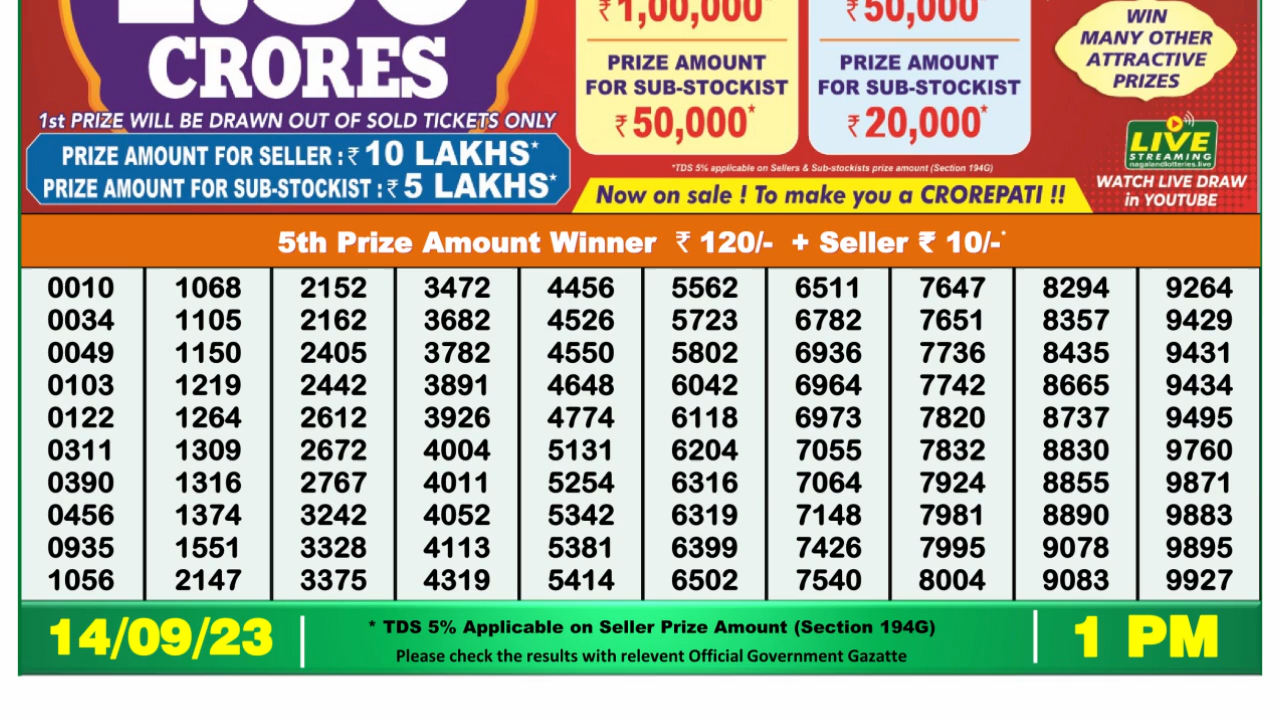 CRORES
1st PRIZE WILL BE DRAWN OUT OF SOLD TICKETS ONLY
PRIZE AMOUNT FOR SELLER : ₹ 10 LAKHS*
PRIZE AMOUNT FOR SUB-STOCKIST : ₹ 5 LAKHS*
₹ 1,00,000*
PRIZE AMOUNT
FOR SUB-STOCKIST
₹ 50,000*
₹ 50,000*
PRIZE AMOUNT
FOR SUB-STOCKIST
₹ 20,000*
*TDS 5% applicable on Sellers & Sub-stockists prize amount (Section 194G)
Now on sale ! To make you a CROREPATI !!
WIN
MANY OTHER
ATTRACTIVE
PRIZES
LIVE
STREAMING
nagalandlotteries.live
WATCH LIVE DRAW
in YOUTUBE
5th Prize Amount Winner ₹ 120/- + Seller ₹ 10/-*
0010 1068 2152 3472 4456 5562 6511 7647 8294 9264
0034 1105 2162 3682 4526 5723 6782 7651 8357 9429
0049 1150 2405 3782 4550 5802 6936 7736 8435 9431
0103 1219 2442 3891 4648 6042 6964 7742 8665 9434
0122 1264 2612 3926 4774 6118 6973 7820 8737 9495
0311 1309 2672 4004 5131 6204 7055 7832 8830 9760
0390 1316 2767 4011 5254 6316 7064 7924 8855 9871
0456 1374 3242 4052 5342 6319 7148 7981 8890 9883
0935 1551 3328 4113 5381 6399 7426 7995 9078 9895
1056 2147 3375 4319 5414 6502 7540 8004 9083 9927
14/09/23
* TDS 5% Applicable on Seller Prize Amount (Section 194G)
Please check the results with relevent Official Government Gazatte
1 PM